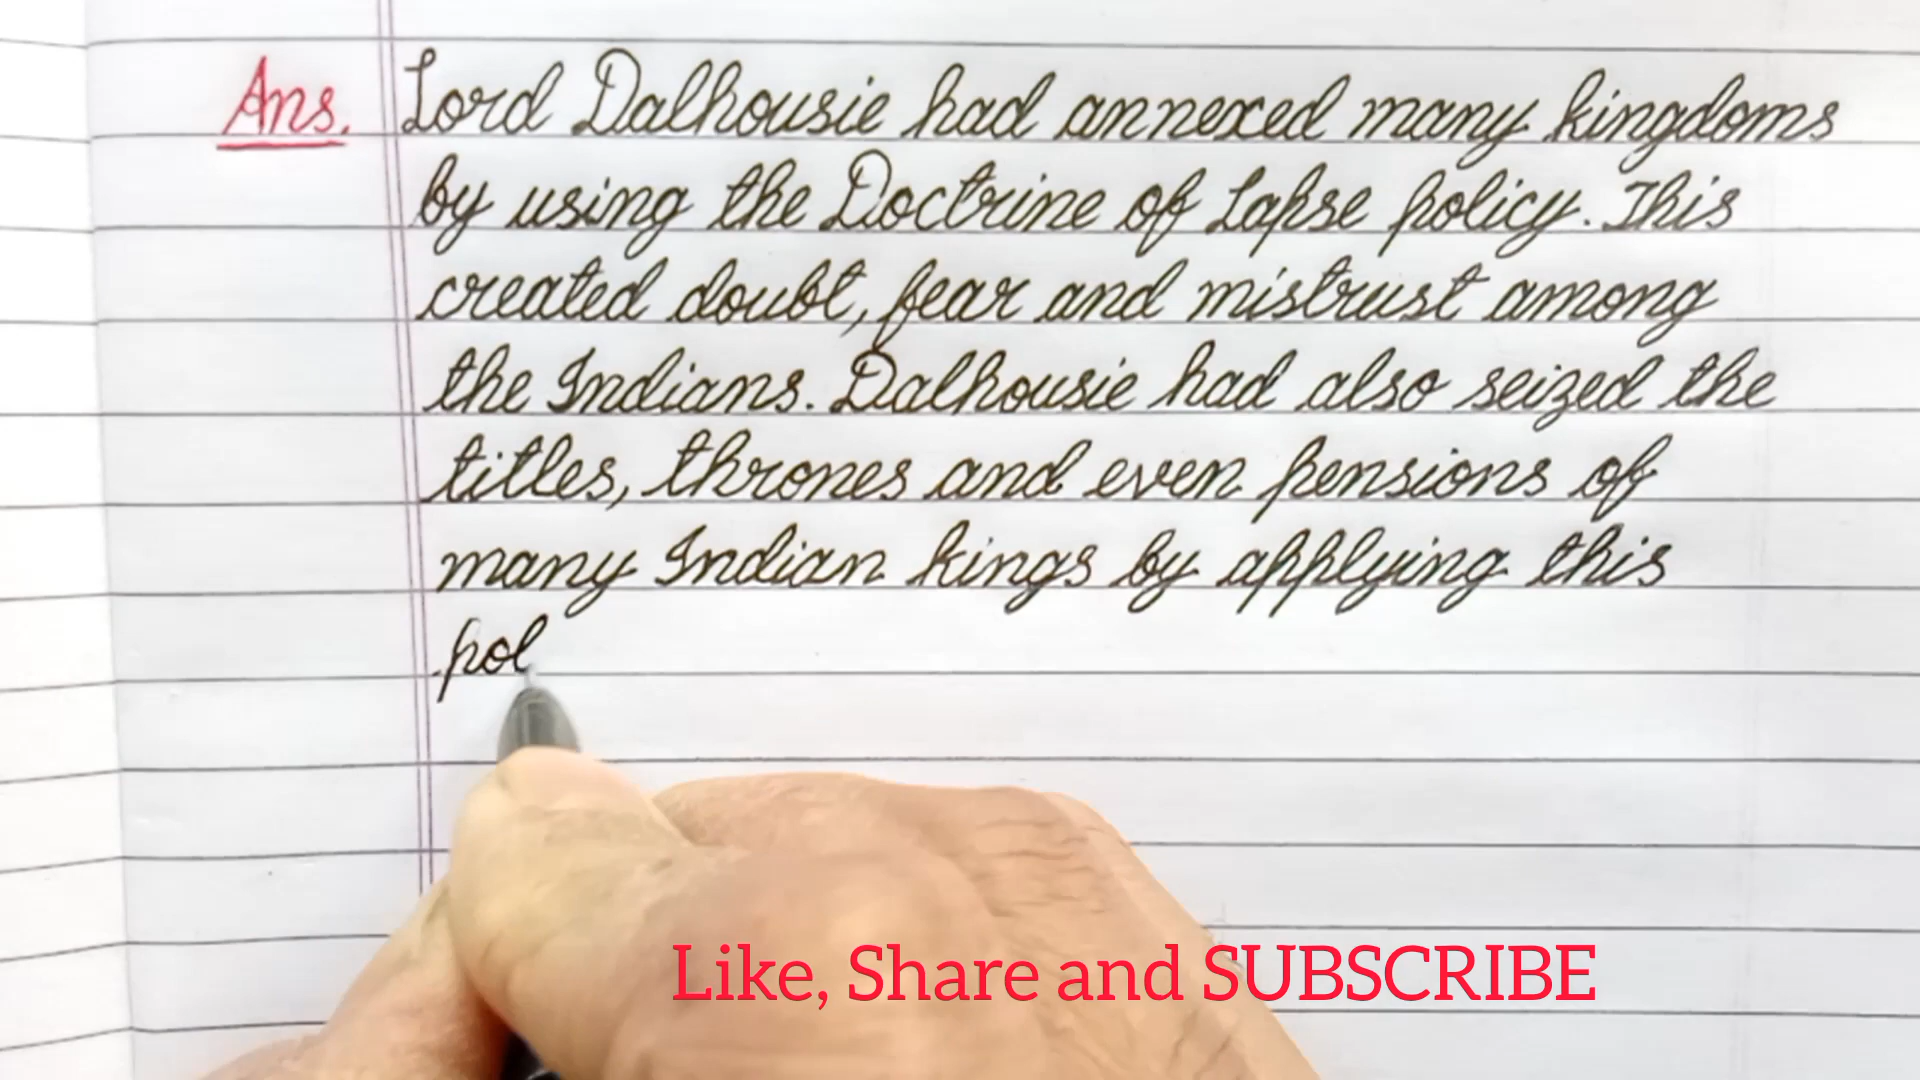 Ans. Lord Dalhousie had annexed many kingdoms
by using the Doctrine of Lapse policy. This
created doubt, fear and mistrust among
the Indians. Dalhousie had also seized the
titles, thrones and even pensions of
many Indian kings by applying this
pol
Like, Share and SUBSCRIBE